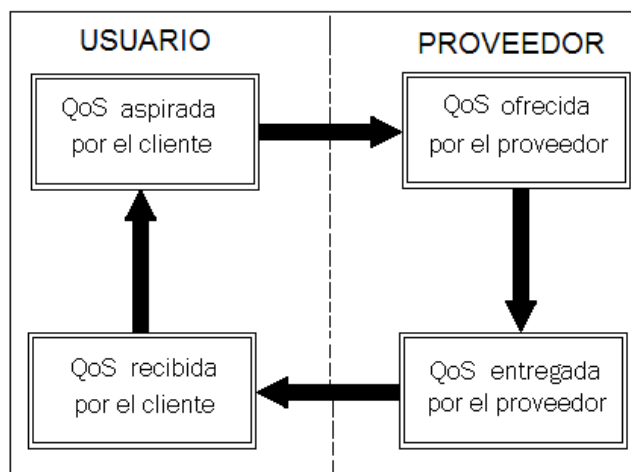 USUARIO
PROVEEDOR
QoS aspirada
por el cliente
QoS ofrecida
por el proveedor
QoS recibida
por el cliente
QoS entregada
por el proveedor